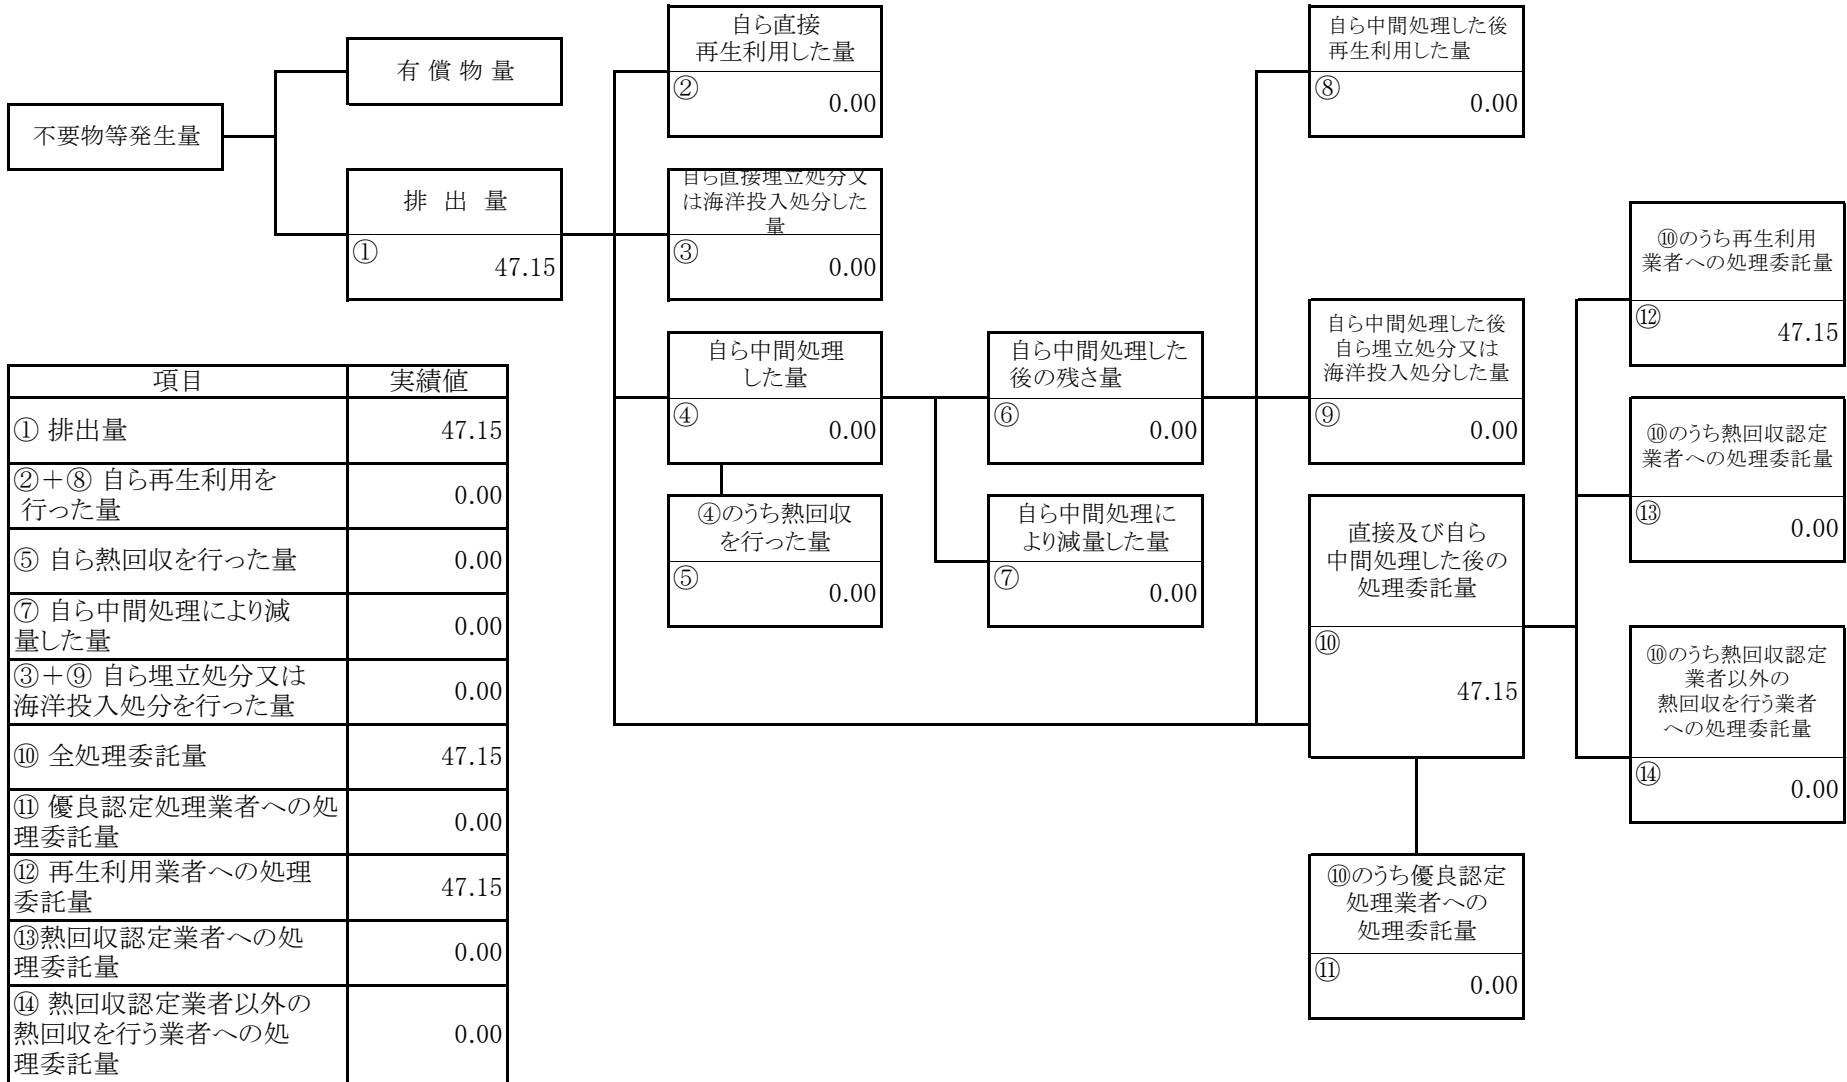 不要物等発生量
有 償 物 量
排 出 量
①
47.15
自ら直接
再生利用した量
②
0.00
自ら直接埋立処分又
は海洋投入処分した
量
③
0.00
自ら中間処理
した量
④
0.00
④のうち熱回収
を行った量
⑤
0.00
自ら中間処理した
後の残さ量
⑥
0.00
自ら中間処理に
より減量した量
⑦
0.00
自ら中間処理した後
再生利用した量
⑧
0.00
自ら中間処理した後
自ら埋立処分又は
海洋投入処分した量
⑨
0.00
直接及び自ら
中間処理した後の
処理委託量
⑩
47.15
⑩のうち優良認定
処理業者への
処理委託量
⑪
0.00
⑩のうち再生利用
業者への処理委託量
⑫
47.15
⑩のうち熱回収認定
業者への処理委託量
⑬
0.00
⑩のうち熱回収認定
業者以外の
熱回収を行う業者
への処理委託量
⑭
0.00
項目 実績値
① 排出量 47.15
②＋⑧ 自ら再生利用を
行った量 0.00
⑤ 自ら熱回収を行った量 0.00
⑦ 自ら中間処理により減
量した量 0.00
③＋⑨ 自ら埋立処分又は
海洋投入処分を行った量 0.00
⑩ 全処理委託量 47.15
⑪ 優良認定処理業者への処
理委託量 0.00
⑫ 再生利用業者への処理
委託量 47.15
⑬熱回収認定業者への処
理委託量 0.00
⑭ 熱回収認定業者以外の
熱回収を行う業者への処
理委託量 0.00